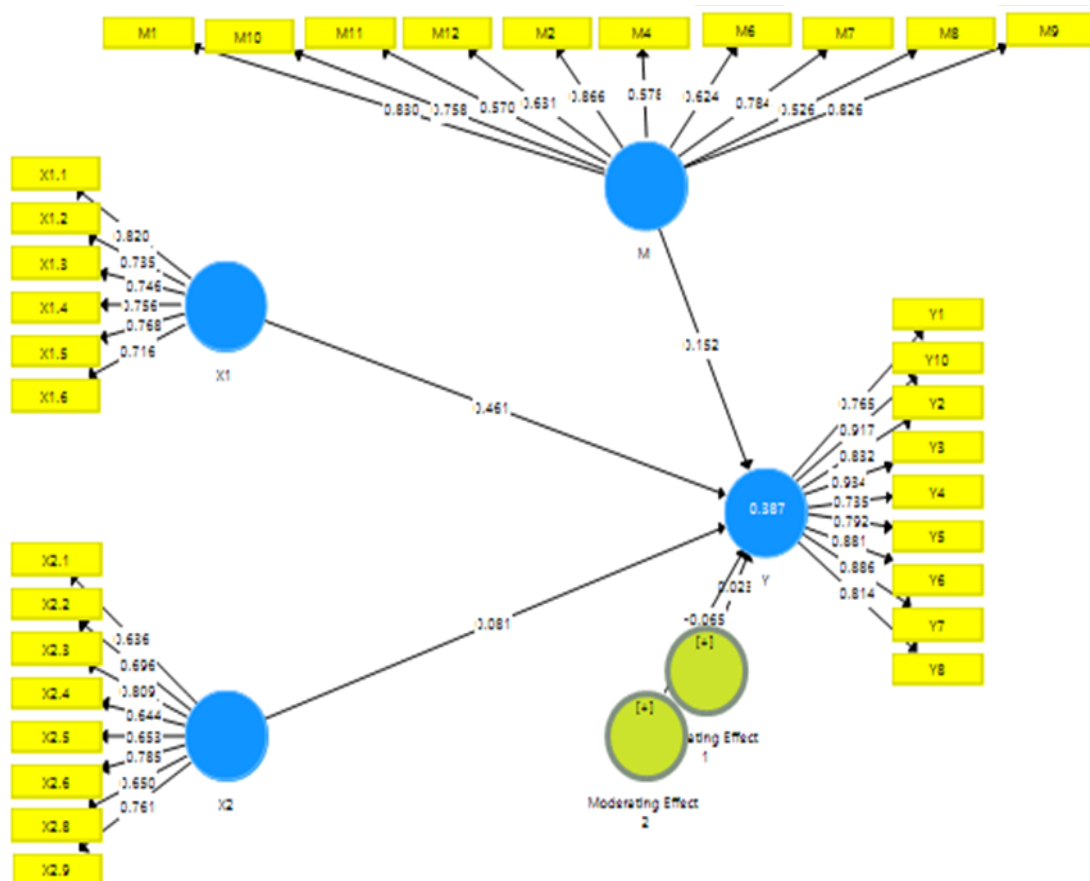 M1 M10 M11 M12 M2 M4 M6 M7 M8 M9
0.830 0.758 0.570 0.631 0.866 0.578 0.624 0.784 0.526 0.826
M
X1.1
X1.2
X1.3
X1.4
X1.5
X1.6
0.820
0.735
0.746
0.756
0.768
0.716
X1
0.461
0.152
X2.1
X2.2
X2.3
X2.4
X2.5
X2.6
X2.8
X2.9
0.636
0.696
0.809
0.644
0.653
0.785
0.650
0.761
X2
0.081
0.387
Y
Y1
Y10
Y2
Y3
Y4
Y5
Y6
Y7
Y8
0.765
0.917
0.832
0.934
0.735
0.792
0.881
0.886
0.814
0.023
-0.065
[+]
[+]
ating Effect
1
Moderating Effect
2